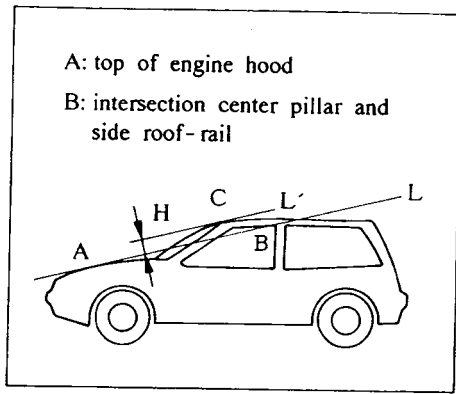 A: top of engine hood
B: intersection center pillar and
side roof-rail
H
C
L´
L
A
B